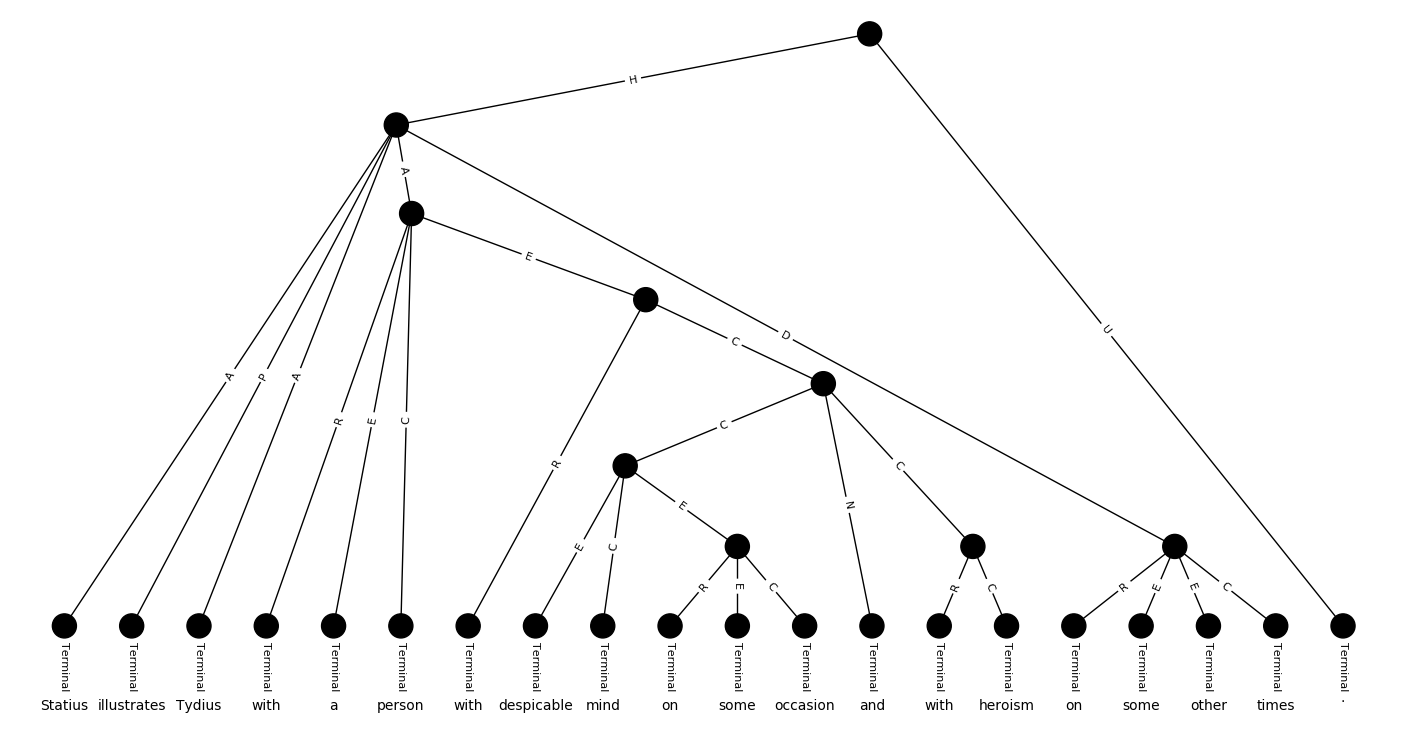 H
A
E
A P A R E C
C D U
R
C N C
E C E
R E C
R C
R E E C
Terminal Terminal Terminal Terminal Terminal Terminal Terminal Terminal Terminal Terminal Terminal Terminal Terminal Terminal Terminal Terminal Terminal Terminal Terminal Terminal
Statius illustrates Tydius with a person with despicable mind on some occasion and with heroism on some other times .